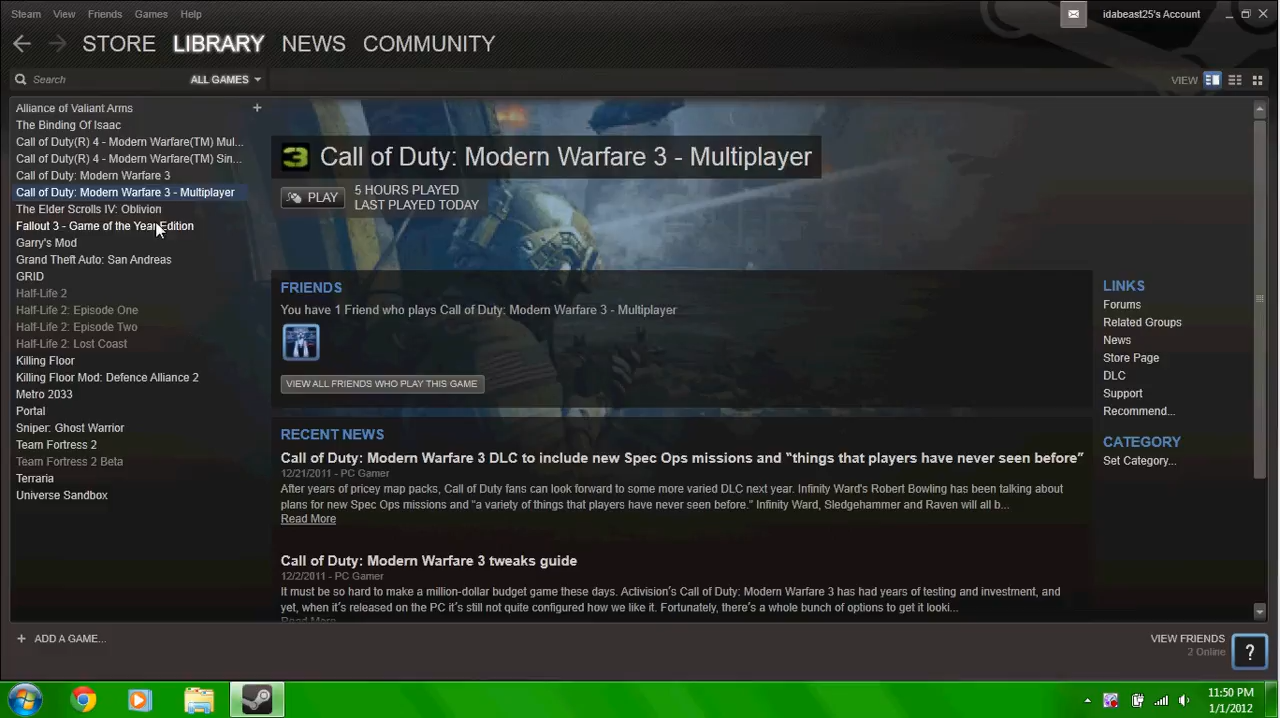 Steam View Friends Games Help
idabeast25's Account
STORE LIBRARY NEWS COMMUNITY
Search
ALL GAMES
VIEW
Alliance of Valiant Arms
The Binding Of Isaac
Call of Duty(R) 4 - Modern Warfare(TM) Mul...
Call of Duty(R) 4 - Modern Warfare(TM) Sin...
Call of Duty: Modern Warfare 3
Call of Duty: Modern Warfare 3 - Multiplayer
The Elder Scrolls IV: Oblivion
Fallout 3 - Game of the Year Edition
Garry's Mod
Grand Theft Auto: San Andreas
GRID
Half-Life 2
Half-Life 2: Episode One
Half-Life 2: Episode Two
Half-Life 2: Lost Coast
Killing Floor
Killing Floor Mod: Defence Alliance 2
Metro 2033
Portal
Sniper: Ghost Warrior
Team Fortress 2
Team Fortress 2 Beta
Terraria
Universe Sandbox
3 Call of Duty: Modern Warfare 3 - Multiplayer
PLAY
5 HOURS PLAYED
LAST PLAYED TODAY
FRIENDS
You have 1 Friend who plays Call of Duty: Modern Warfare 3 - Multiplayer
VIEW ALL FRIENDS WHO PLAY THIS GAME
RECENT NEWS
Call of Duty: Modern Warfare 3 DLC to include new Spec Ops missions and “things that players have never seen before”
12/21/2011 - PC Gamer
After years of pricey map packs, Call of Duty fans can look forward to some more varied DLC next year. Infinity Ward's Robert Bowling has been talking about
plans for new Spec Ops missions and "a variety of things that players have never seen before." Infinity Ward, Sledgehammer and Raven will all b...
Read More
Call of Duty: Modern Warfare 3 tweaks guide
12/2/2011 - PC Gamer
It must be so hard to make a million-dollar budget game these days. Activision's Call of Duty: Modern Warfare 3 has had years of testing and investment, and
yet, when it's released on the PC it's still not quite configured how we like it. Fortunately, there's a whole bunch of options to get it looki...
Read More
LINKS
Forums
Related Groups
News
Store Page
DLC
Support
Recommend...
CATEGORY
Set Category...
ADD A GAME...
VIEW FRIENDS
2 Online
?
11:50 PM
1/1/2012